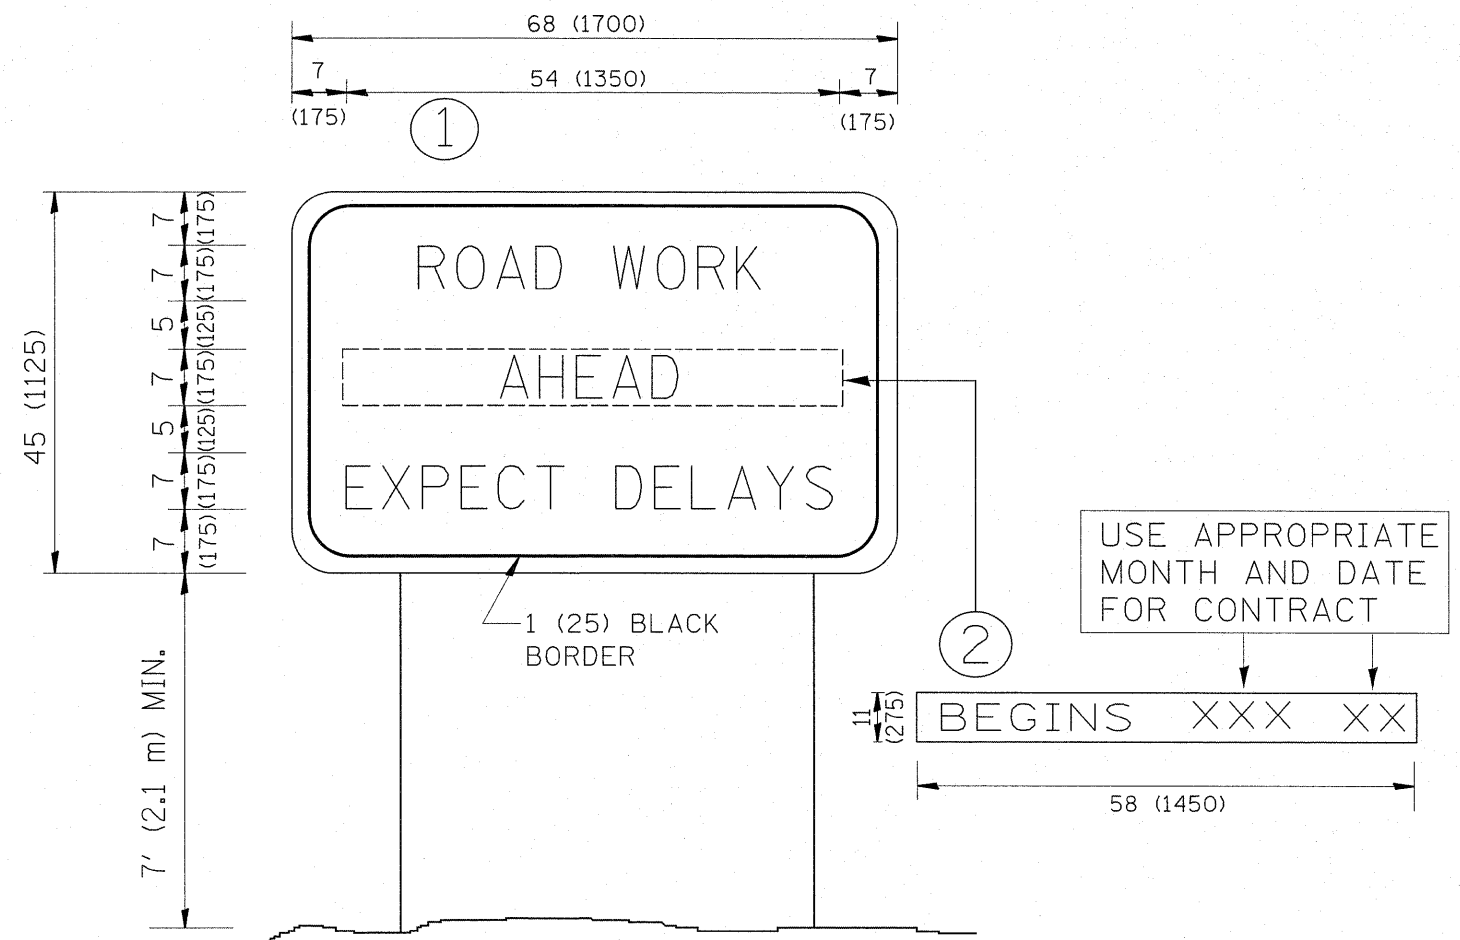 68 (1700)
7
54 (1350)
7
(175)
(175)
1
7
(175)
7
(175)
5
(125)
7
(175)
5
(125)
7
(175)
7
(175)
45 (1125)
ROAD WORK
AHEAD
EXPECT DELAYS
1 (25) BLACK
BORDER
7' (2.1 m) MIN.
2
USE APPROPRIATE
MONTH AND DATE
FOR CONTRACT
11
(275)
BEGINS XXX XX
58 (1450)